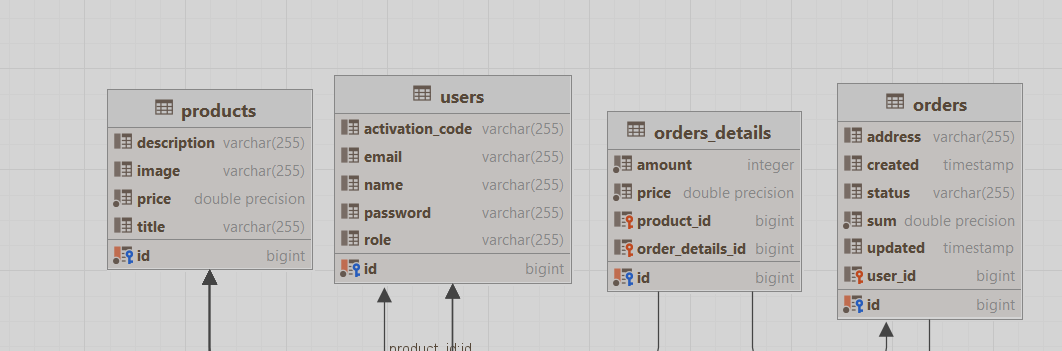 products
description varchar(255)
image varchar(255)
price double precision
title varchar(255)
id bigint
users
activation_code varchar(255)
email varchar(255)
name varchar(255)
password varchar(255)
role varchar(255)
id bigint
orders_details
amount integer
price double precision
product_id bigint
order_details_id bigint
id bigint
orders
address varchar(255)
created timestamp
status varchar(255)
sum double precision
updated timestamp
user_id bigint
id bigint
product_id:id